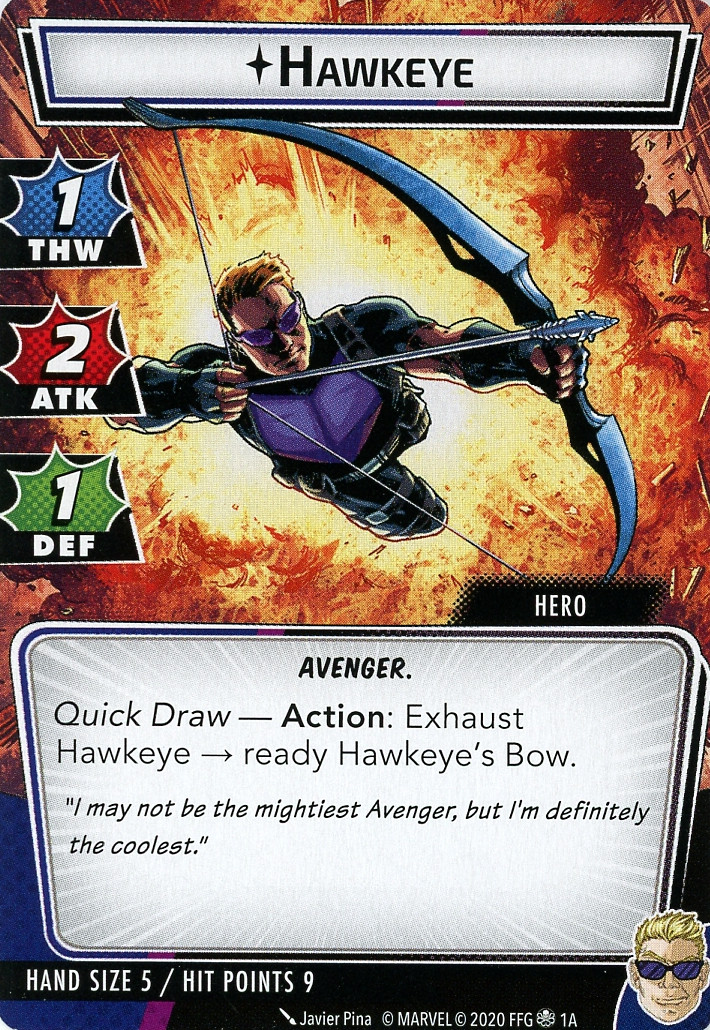 HAWKEYE
1
THW
2
ATK
1
DEF
HERO
AVENGER.
Quick Draw — Action: Exhaust
Hawkeye → ready Hawkeye's Bow.
"I may not be the mightiest Avenger, but I'm definitely
the coolest."
HAND SIZE 5 / HIT POINTS 9
Javier Pina © MARVEL © 2020 FFG 1A